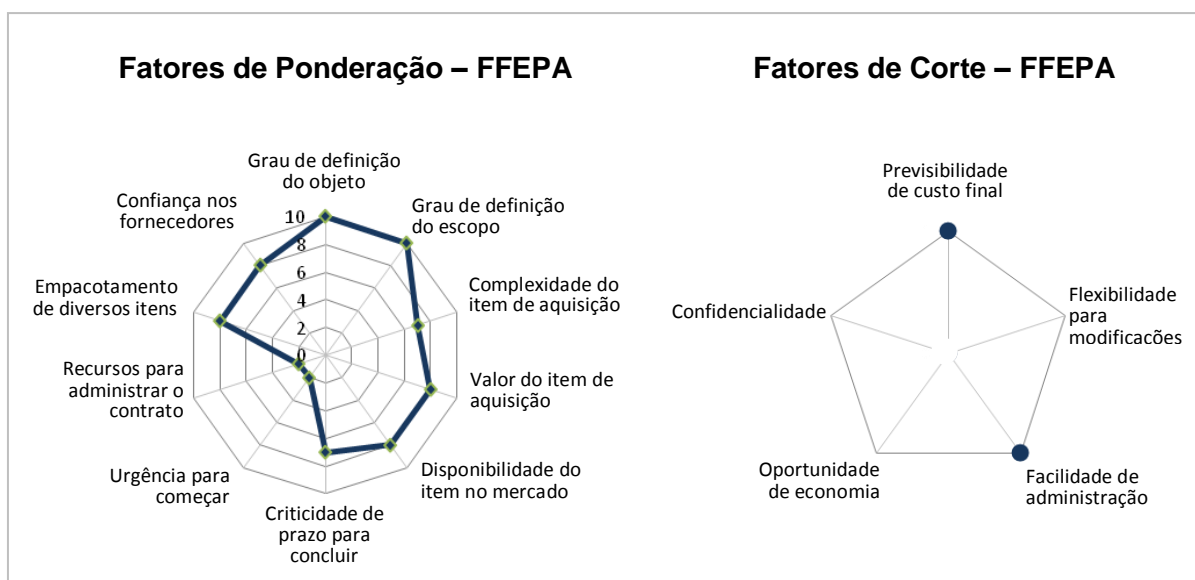 Fatores de Ponderação – FFEPA
Grau de definição
do objeto
Grau de definição
do escopo
Complexidade do
item de aquisição
Valor do item de
aquisição
Disponibilidade do
item no mercado
Criticidade de
prazo para
concluir
Urgência para
começar
Recursos para
administrar o
contrato
Empacotamento
de diversos itens
Confiança nos
fornecedores
10
8
6
4
2
0
Fatores de Corte – FFEPA
Previsibilidade
de custo final
Flexibilidade
para
modificacões
Facilidade de
administração
Oportunidade
de economia
Confidencialidade